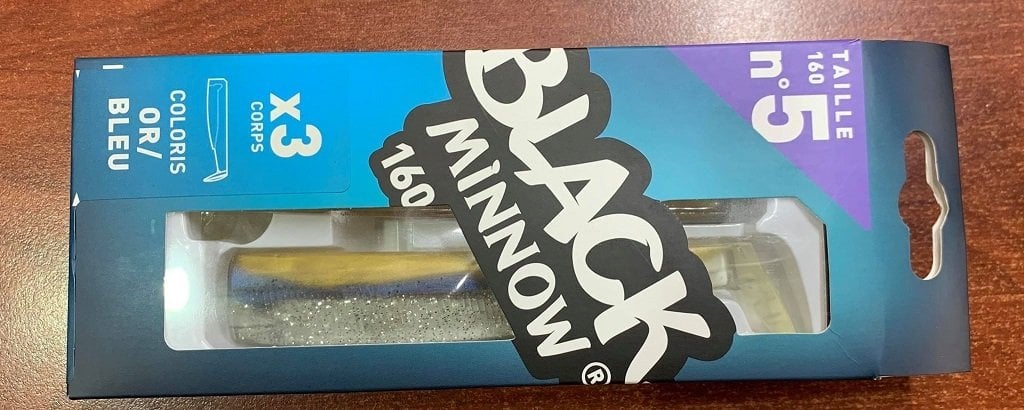 TAILLE
160
n°5
BLACK
MiNNOW®
160
x3
CORPS
COLORIS
OR/
BLEU